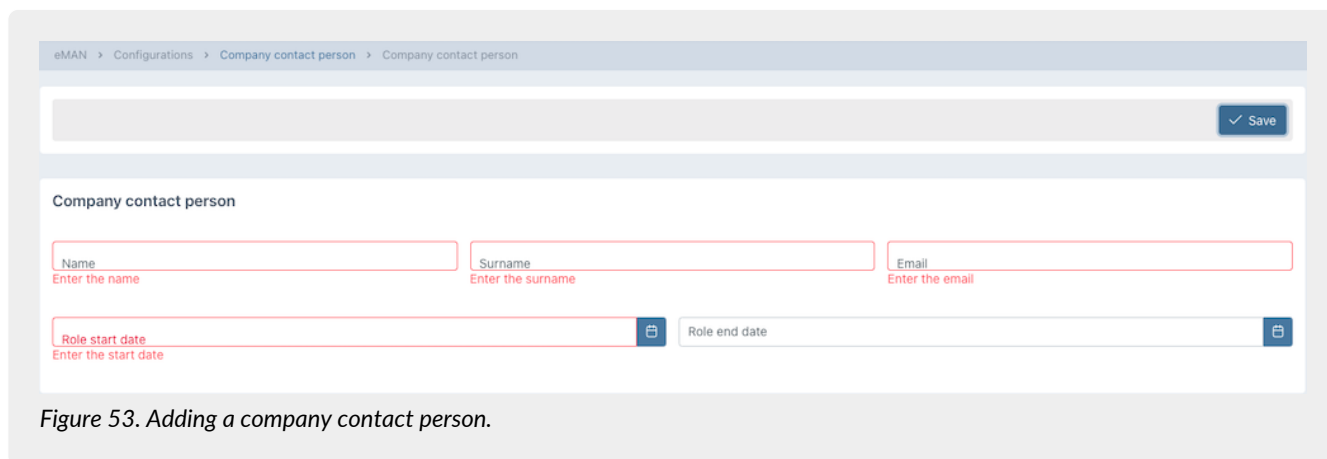 eMAN > Configurations > Company contact person > Company contact person
Save
Company contact person
Name Surname Email
Enter the name Enter the surname Enter the email
Role start date Role end date
Enter the start date
Figure 53. Adding a company contact person.